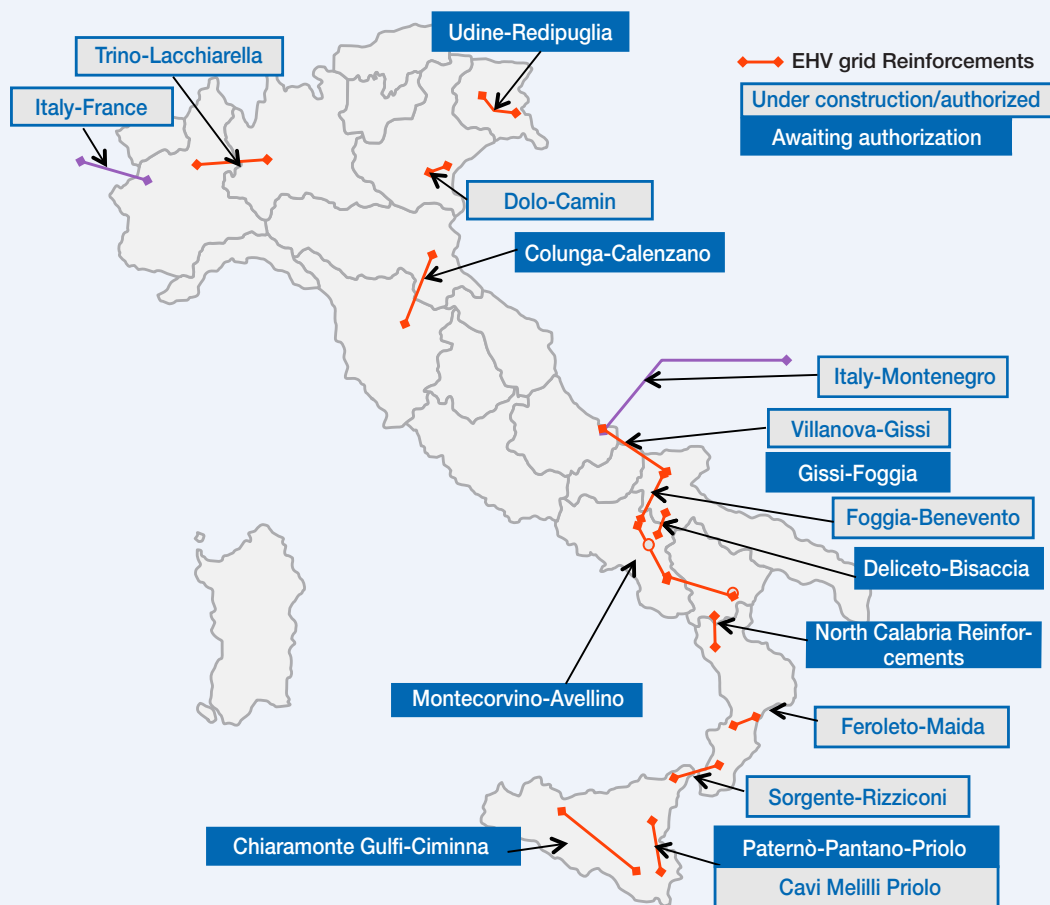 Udine-Redipuglia
Trino-Lacchiarella
EHV grid Reinforcements
Italy-France
Under construction/authorized
Awaiting authorization
Dolo-Camin
Colunga-Calenzano
Italy-Montenegro
Villanova-Gissi
Gissi-Foggia
Foggia-Benevento
Deliceto-Bisaccia
North Calabria Reinfor-
cements
Montecorvino-Avellino
Feroleto-Maida
Sorgente-Rizziconi
Chiaramonte Gulfi-Ciminna
Paternò-Pantano-Priolo
Cavi Melilli Priolo